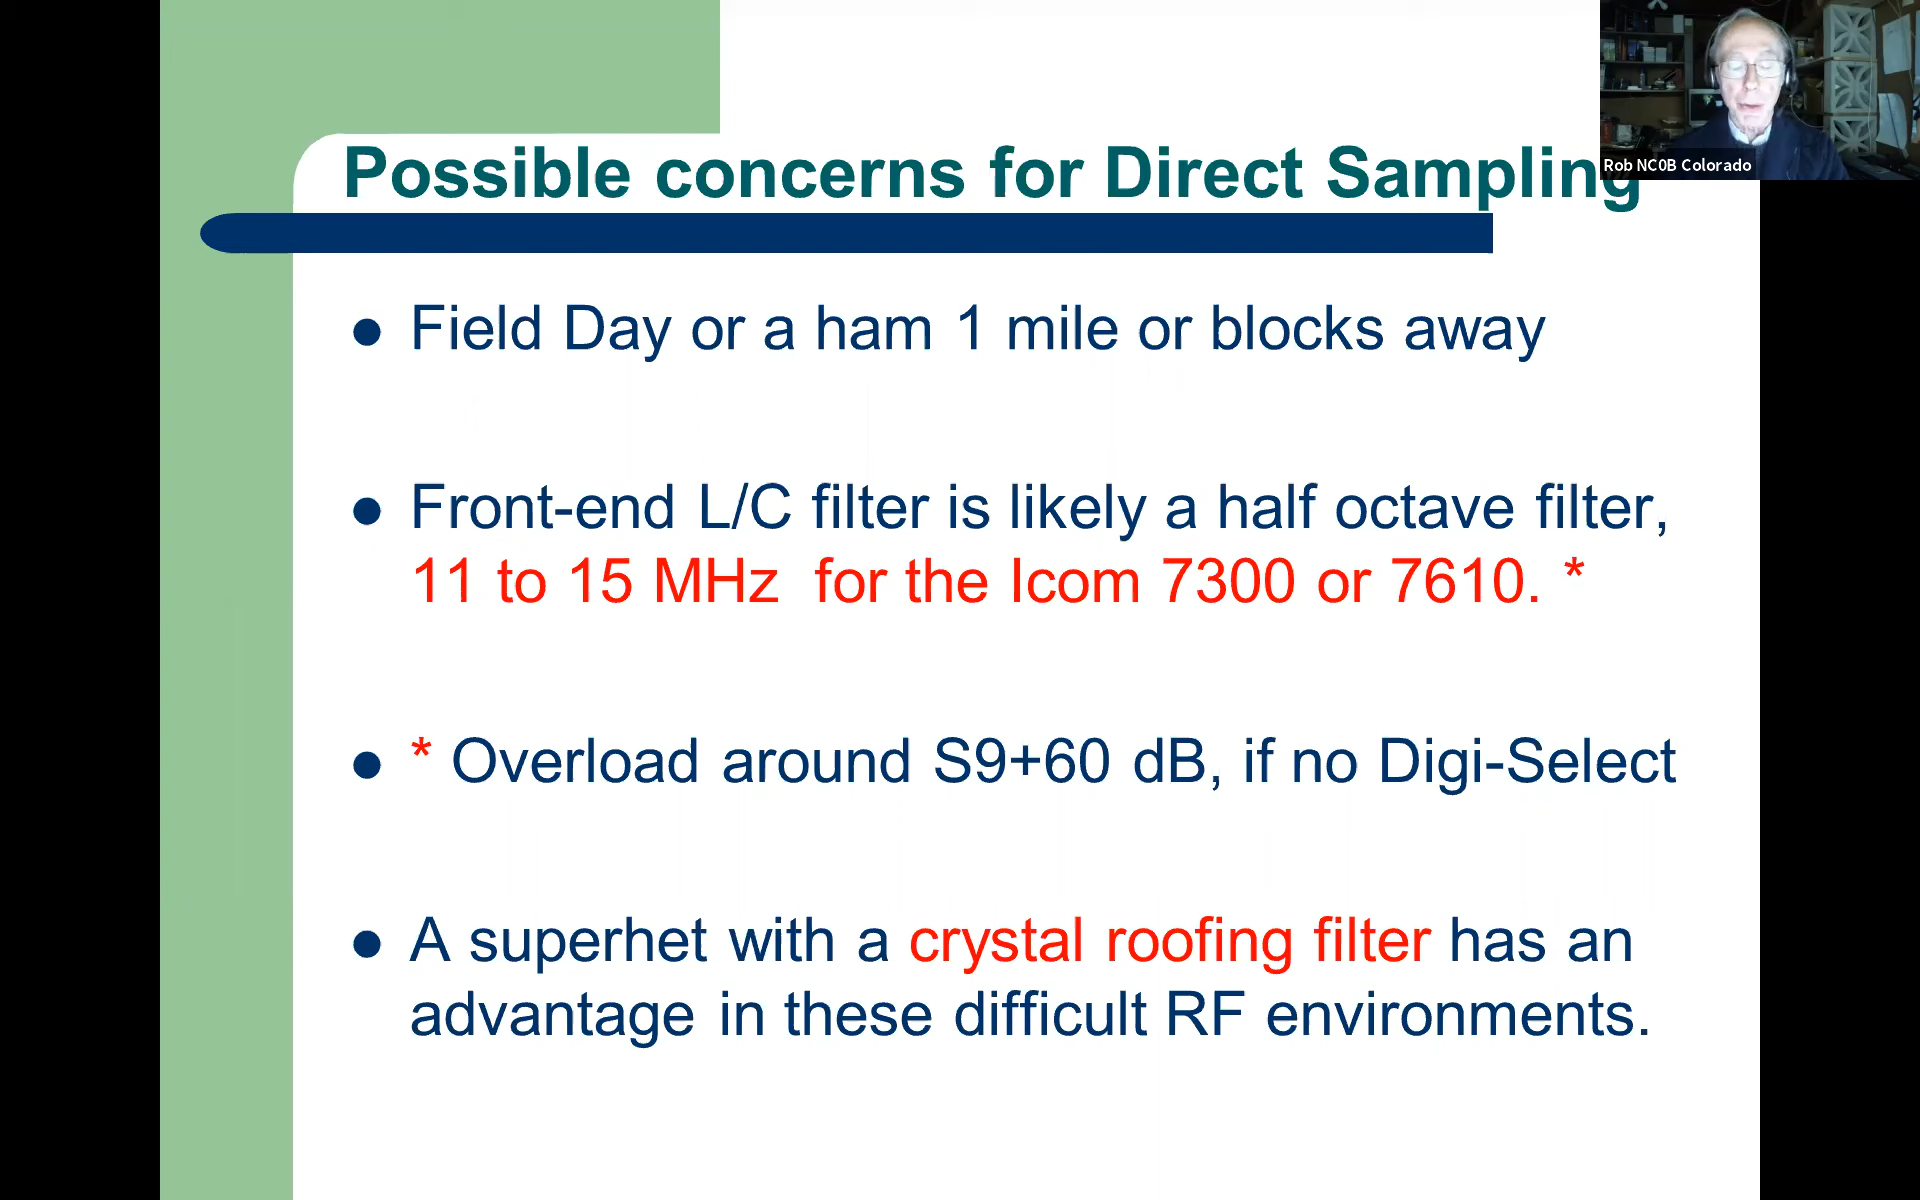 Possible concerns for Direct Sampling
Rob NC0B Colorado
● Field Day or a ham 1 mile or blocks away
● Front-end L/C filter is likely a half octave filter,
11 to 15 MHz for the Icom 7300 or 7610. *
● * Overload around S9+60 dB, if no Digi-Select
● A superhet with a crystal roofing filter has an
advantage in these difficult RF environments.